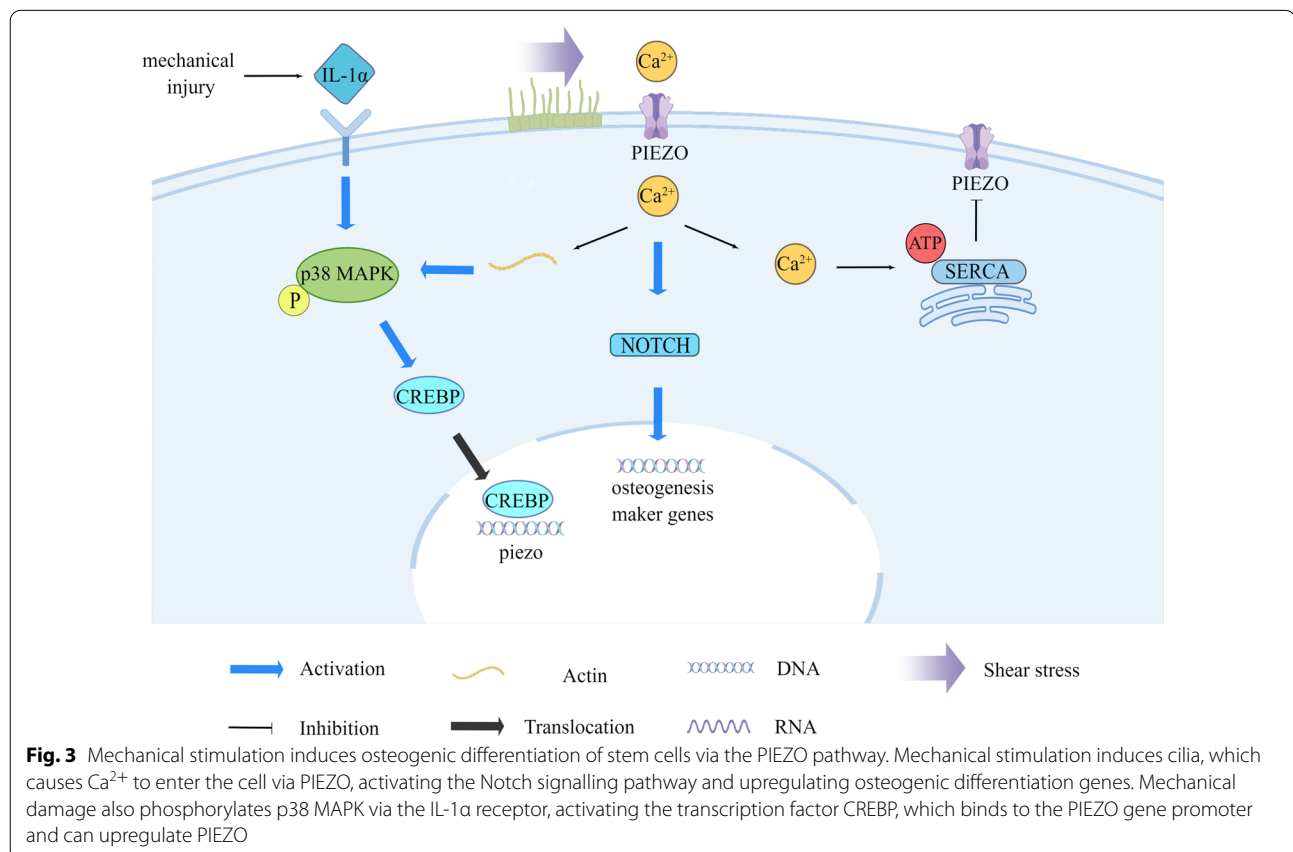 mechanical
injury
IL-1α
Ca²⁺
PIEZO
Ca²⁺
PIEZO
p38 MAPK
P
Ca²⁺
ATP
SERCA
NOTCH
CREBP
CREBP
piezo
osteogenesis
maker genes
Activation
Actin
DNA
Shear stress
Inhibition
Translocation
RNA
Fig. 3 Mechanical stimulation induces osteogenic differentiation of stem cells via the PIEZO pathway. Mechanical stimulation induces cilia, which
causes Ca²⁺ to enter the cell via PIEZO, activating the Notch signalling pathway and upregulating osteogenic differentiation genes. Mechanical
damage also phosphorylates p38 MAPK via the IL-1α receptor, activating the transcription factor CREBP, which binds to the PIEZO gene promoter
and can upregulate PIEZO